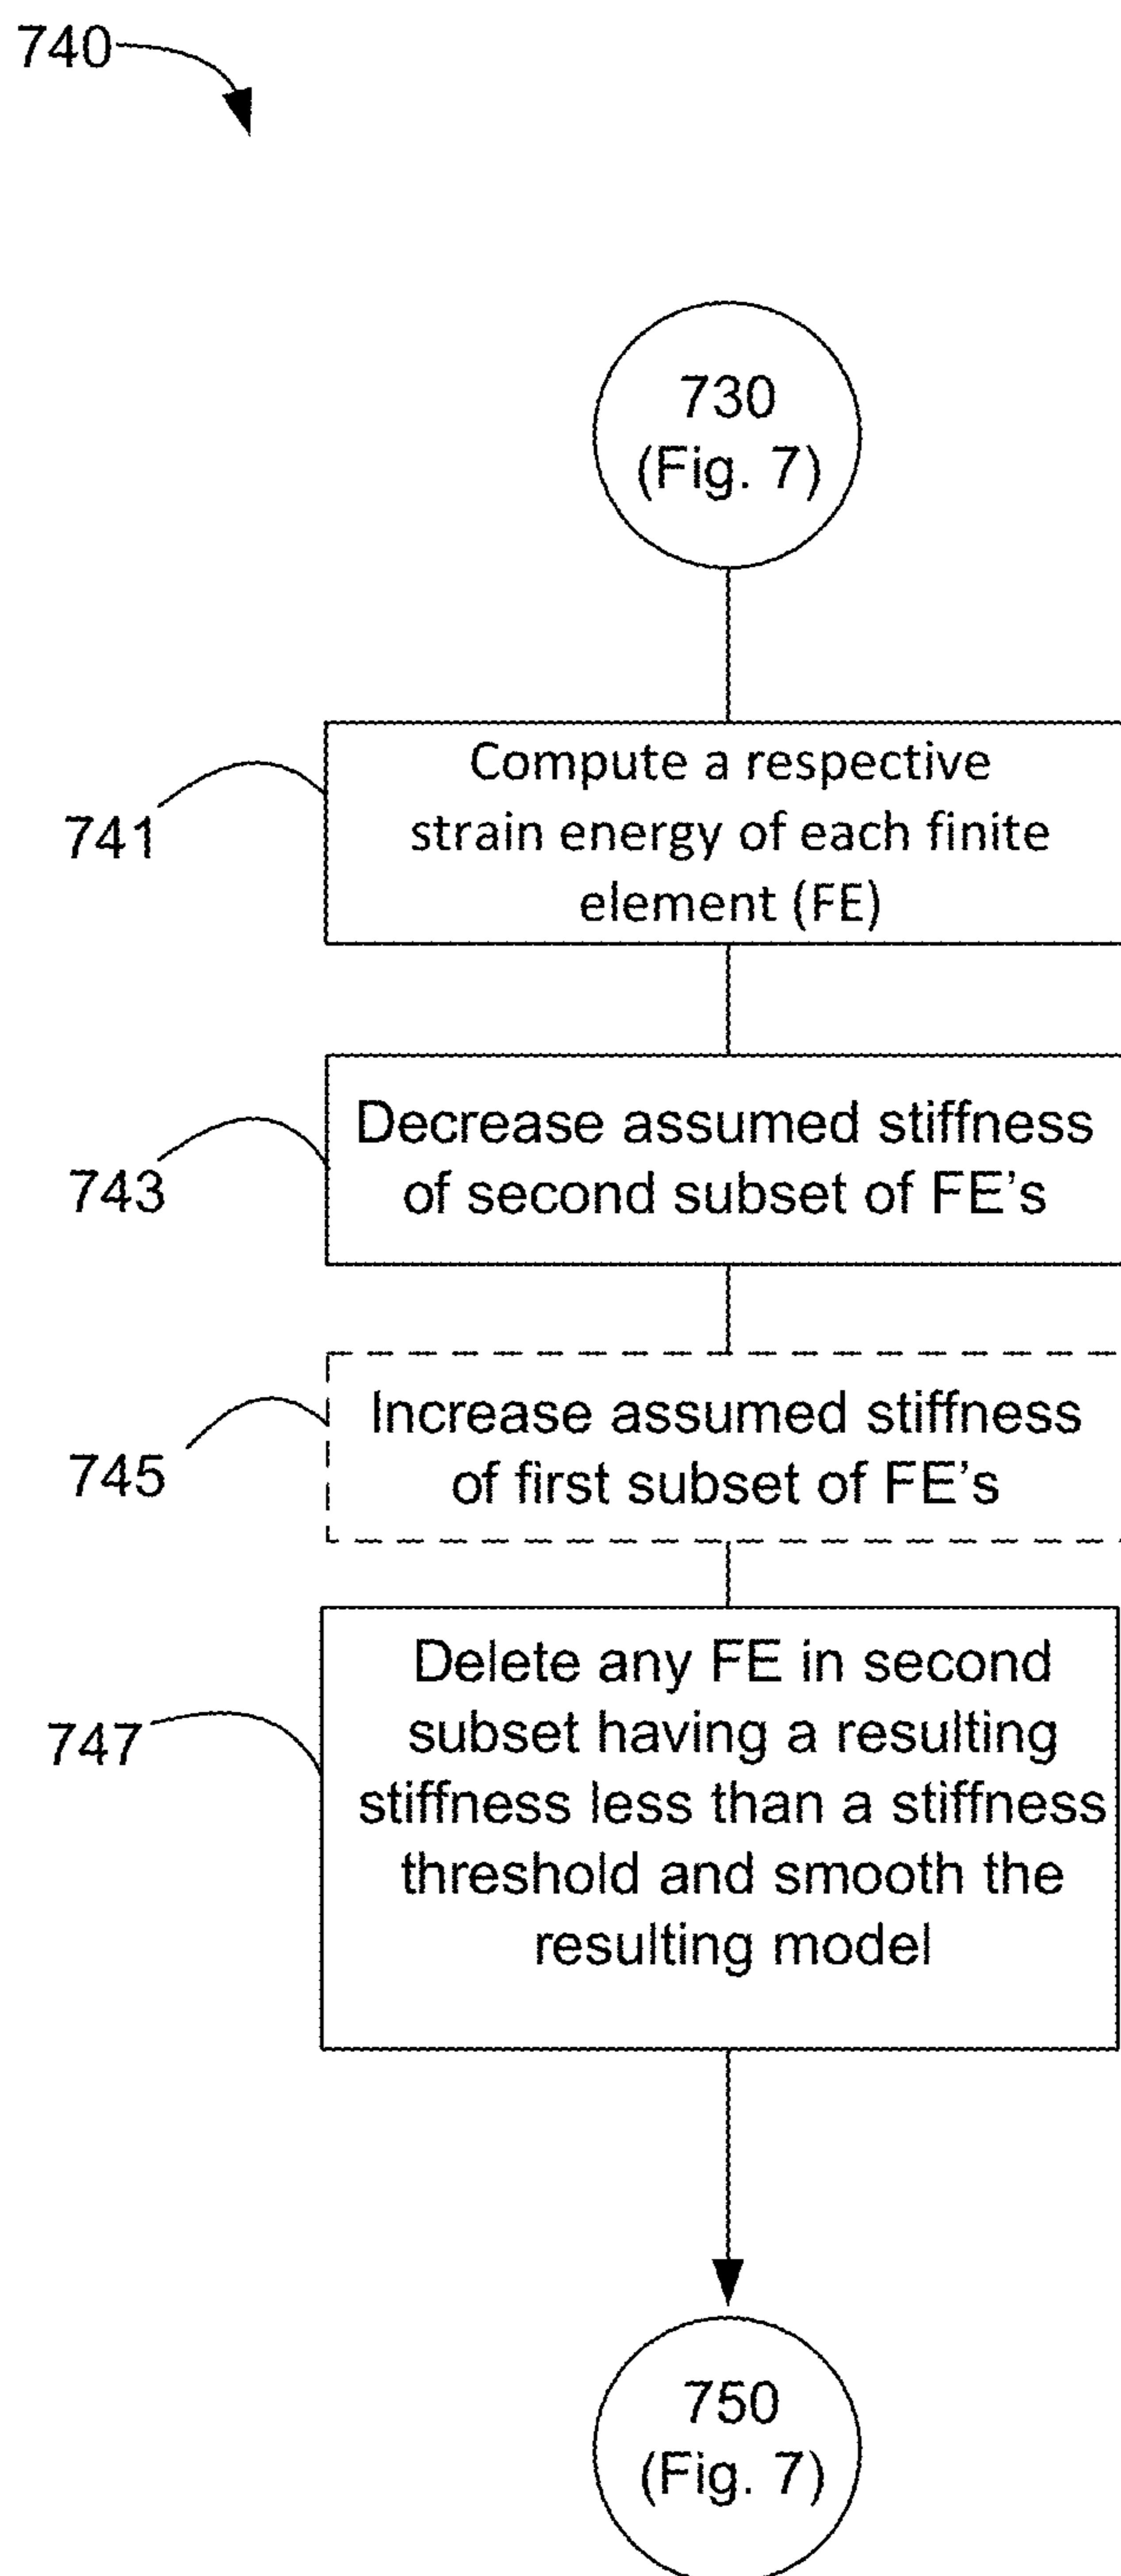 740
730
(Fig. 7)
741
Compute a respective
strain energy of each finite
element (FE)
743
Decrease assumed stiffness
of second subset of FE's
745
Increase assumed stiffness
of first subset of FE's
747
Delete any FE in second
subset having a resulting
stiffness less than a stiffness
threshold and smooth the
resulting model
750
(Fig. 7)